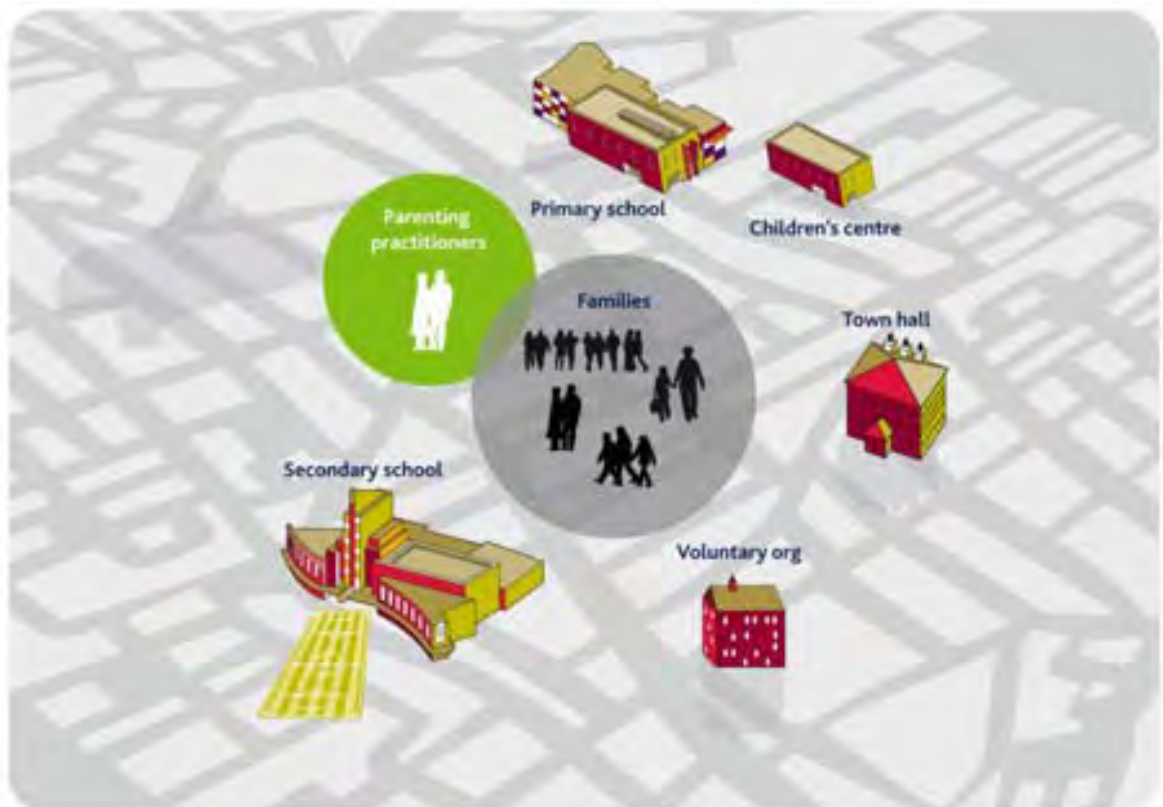 Primary school
Children's centre
Parenting
practitioners
Families
Town hall
Secondary school
Voluntary org